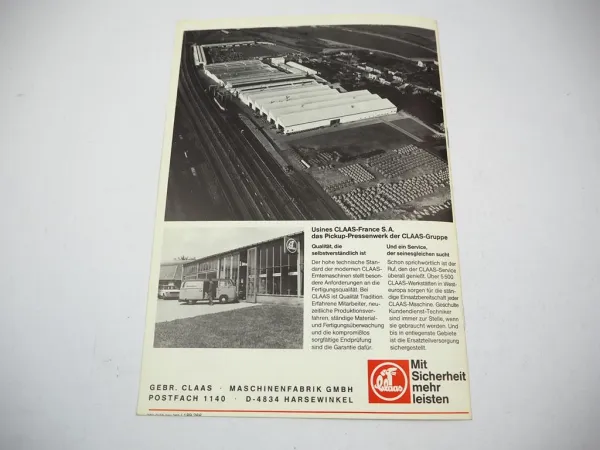 Usines CLAAS-France S.A.
das Pickup-Pressenwerk der CLAAS-Gruppe
Qualität, die
selbstverständlich ist
Der hohe technische Stan-
dard der modernen CLAAS-
Erntemaschinen stellt beson-
dere Anforderungen an die
Fertigungsqualität. Bei
CLAAS ist Qualität Tradition.
Erfahrene Mitarbeiter, neu-
zeitliche Produktionsver-
fahren, ständige Material-
und Fertigungsüberwachung
und die kompromißlos
sorgfältige Endprüfung
sind die Garantie dafür.
Und ein Service,
der seinesgleichen sucht
Schon sprichwörtlich ist der
Ruf, den der CLAAS-Service
überall genießt. Über 5 600
CLAAS-Werkstätten in West-
europa sorgen für die stän-
dige Einsatzbereitschaft jeder
CLAAS-Maschine. Geschulte
Kundendienst-Techniker
sind immer zur Stelle, wenn
sie gebraucht werden. Und
bis in entlegenste Gebiete
ist die Ersatzteilversorgung
sichergestellt.
GEBR. CLAAS · MASCHINENFABRIK GMBH
POSTFACH 1140 · D-4834 HARSEWINKEL
Claas
Mit
Sicherheit
mehr
leisten